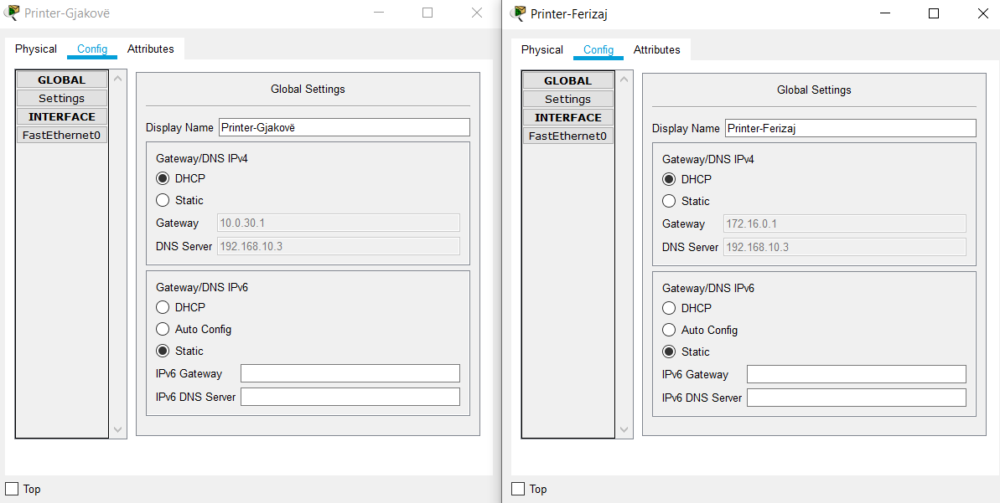 Printer-Gjakovë
Physical Config Attributes
GLOBAL
Settings
INTERFACE
FastEthernet0
Global Settings
Display Name Printer-Gjakovë
Gateway/DNS IPv4
DHCP
Static
Gateway 10.0.30.1
DNS Server 192.168.10.3
Gateway/DNS IPv6
DHCP
Auto Config
Static
IPv6 Gateway
IPv6 DNS Server
Top
Printer-Ferizaj
Physical Config Attributes
GLOBAL
Settings
INTERFACE
FastEthernet0
Global Settings
Display Name Printer-Ferizaj
Gateway/DNS IPv4
DHCP
Static
Gateway 172.16.0.1
DNS Server 192.168.10.3
Gateway/DNS IPv6
DHCP
Auto Config
Static
IPv6 Gateway
IPv6 DNS Server
Top